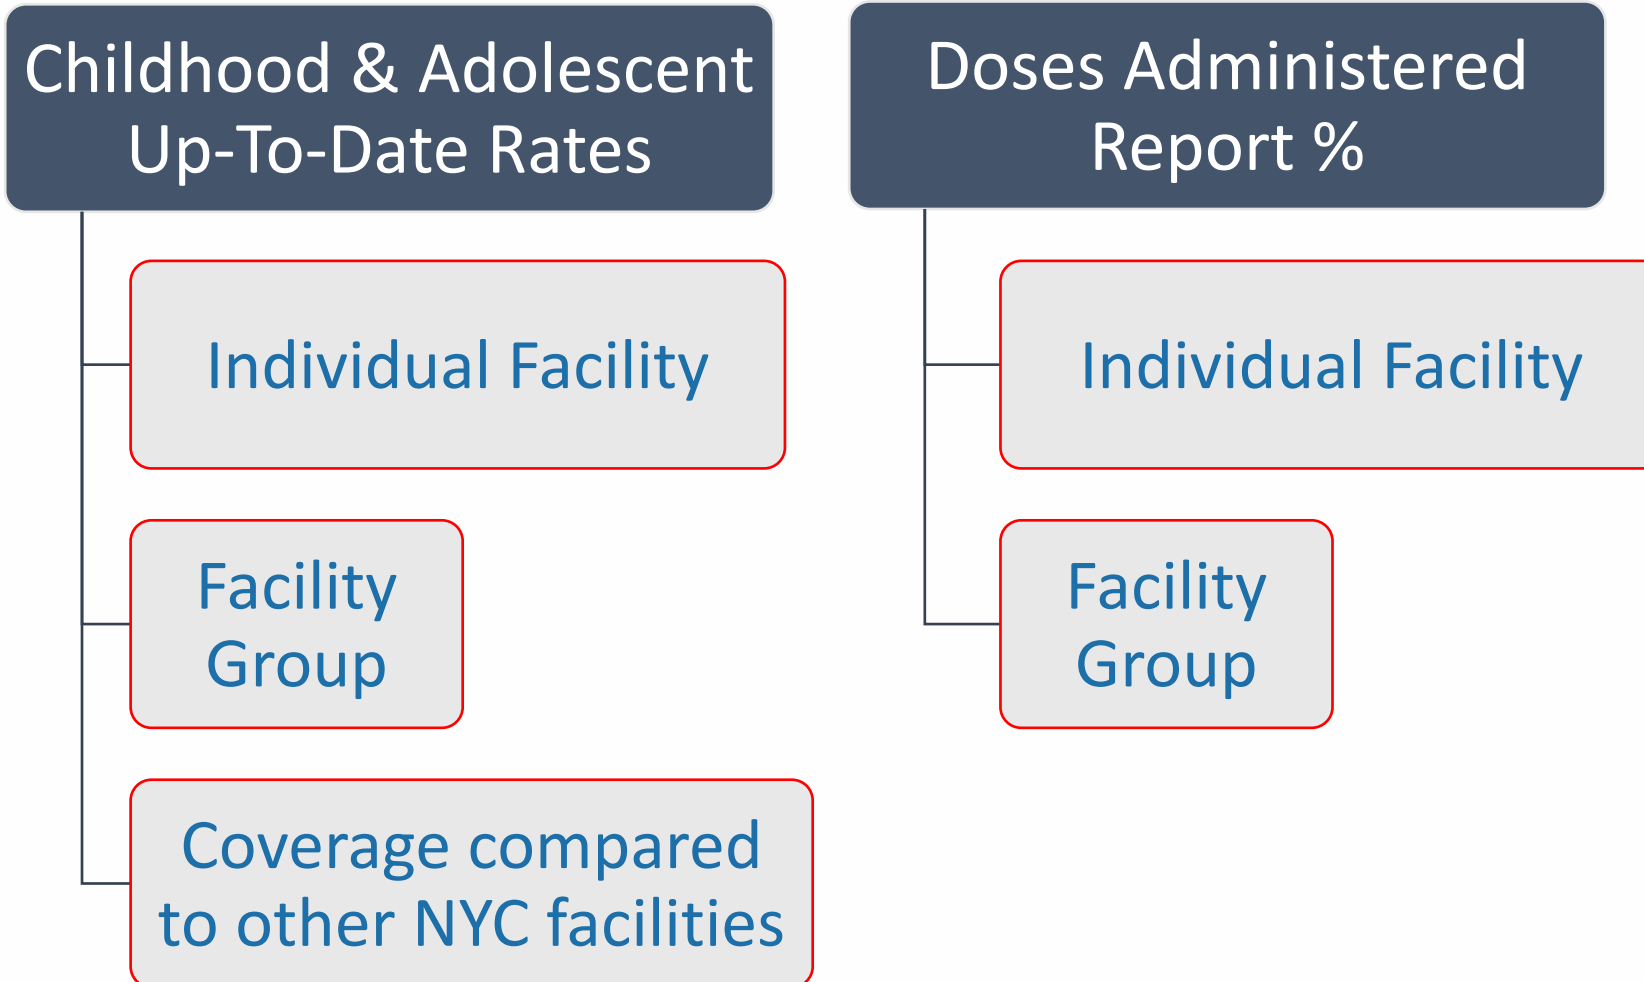 Childhood & Adolescent
Up-To-Date Rates
Individual Facility
Facility
Group
Coverage compared
to other NYC facilities
Doses Administered
Report %
Individual Facility
Facility
Group